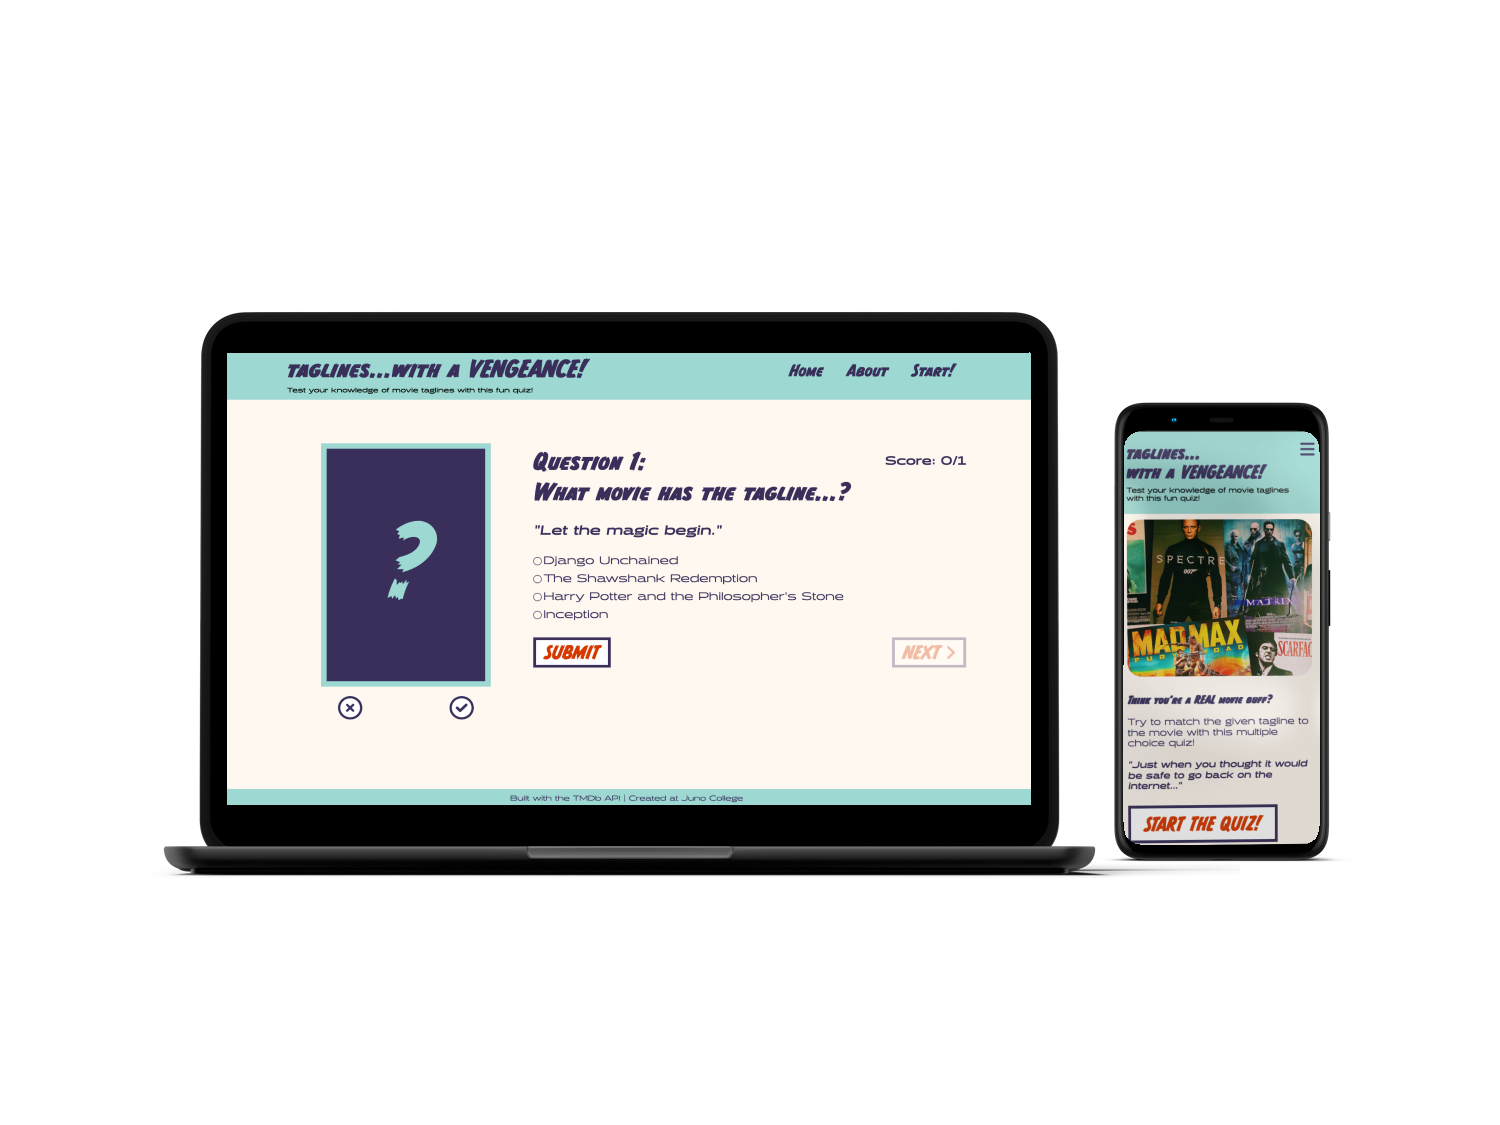 TAGLINES...WITH A VENGEANCE!
Test your knowledge of movie taglines with this fun quiz!
HOME ABOUT START!
?
QUESTION 1:
Score: 0/1
WHAT MOVIE HAS THE TAGLINE...?
"Let the magic begin."
Django Unchained
The Shawshank Redemption
Harry Potter and the Philosopher's Stone
Inception
SUBMIT
NEXT >
Built with the TMDb API | Created at Juno College
TAGLINES...
WITH A VENGEANCE!
Test your knowledge of movie taglines
with this fun quiz!
S
SPECTRE
007
MATRIX
MAD MAX
FURY ROAD
SCARFAC
THINK YOU'RE A REAL MOVIE BUFF?
Try to match the given tagline to
the movie with this multiple
choice quiz!
"Just when you thought it would
be safe to go back on the
internet..."
START THE QUIZ!